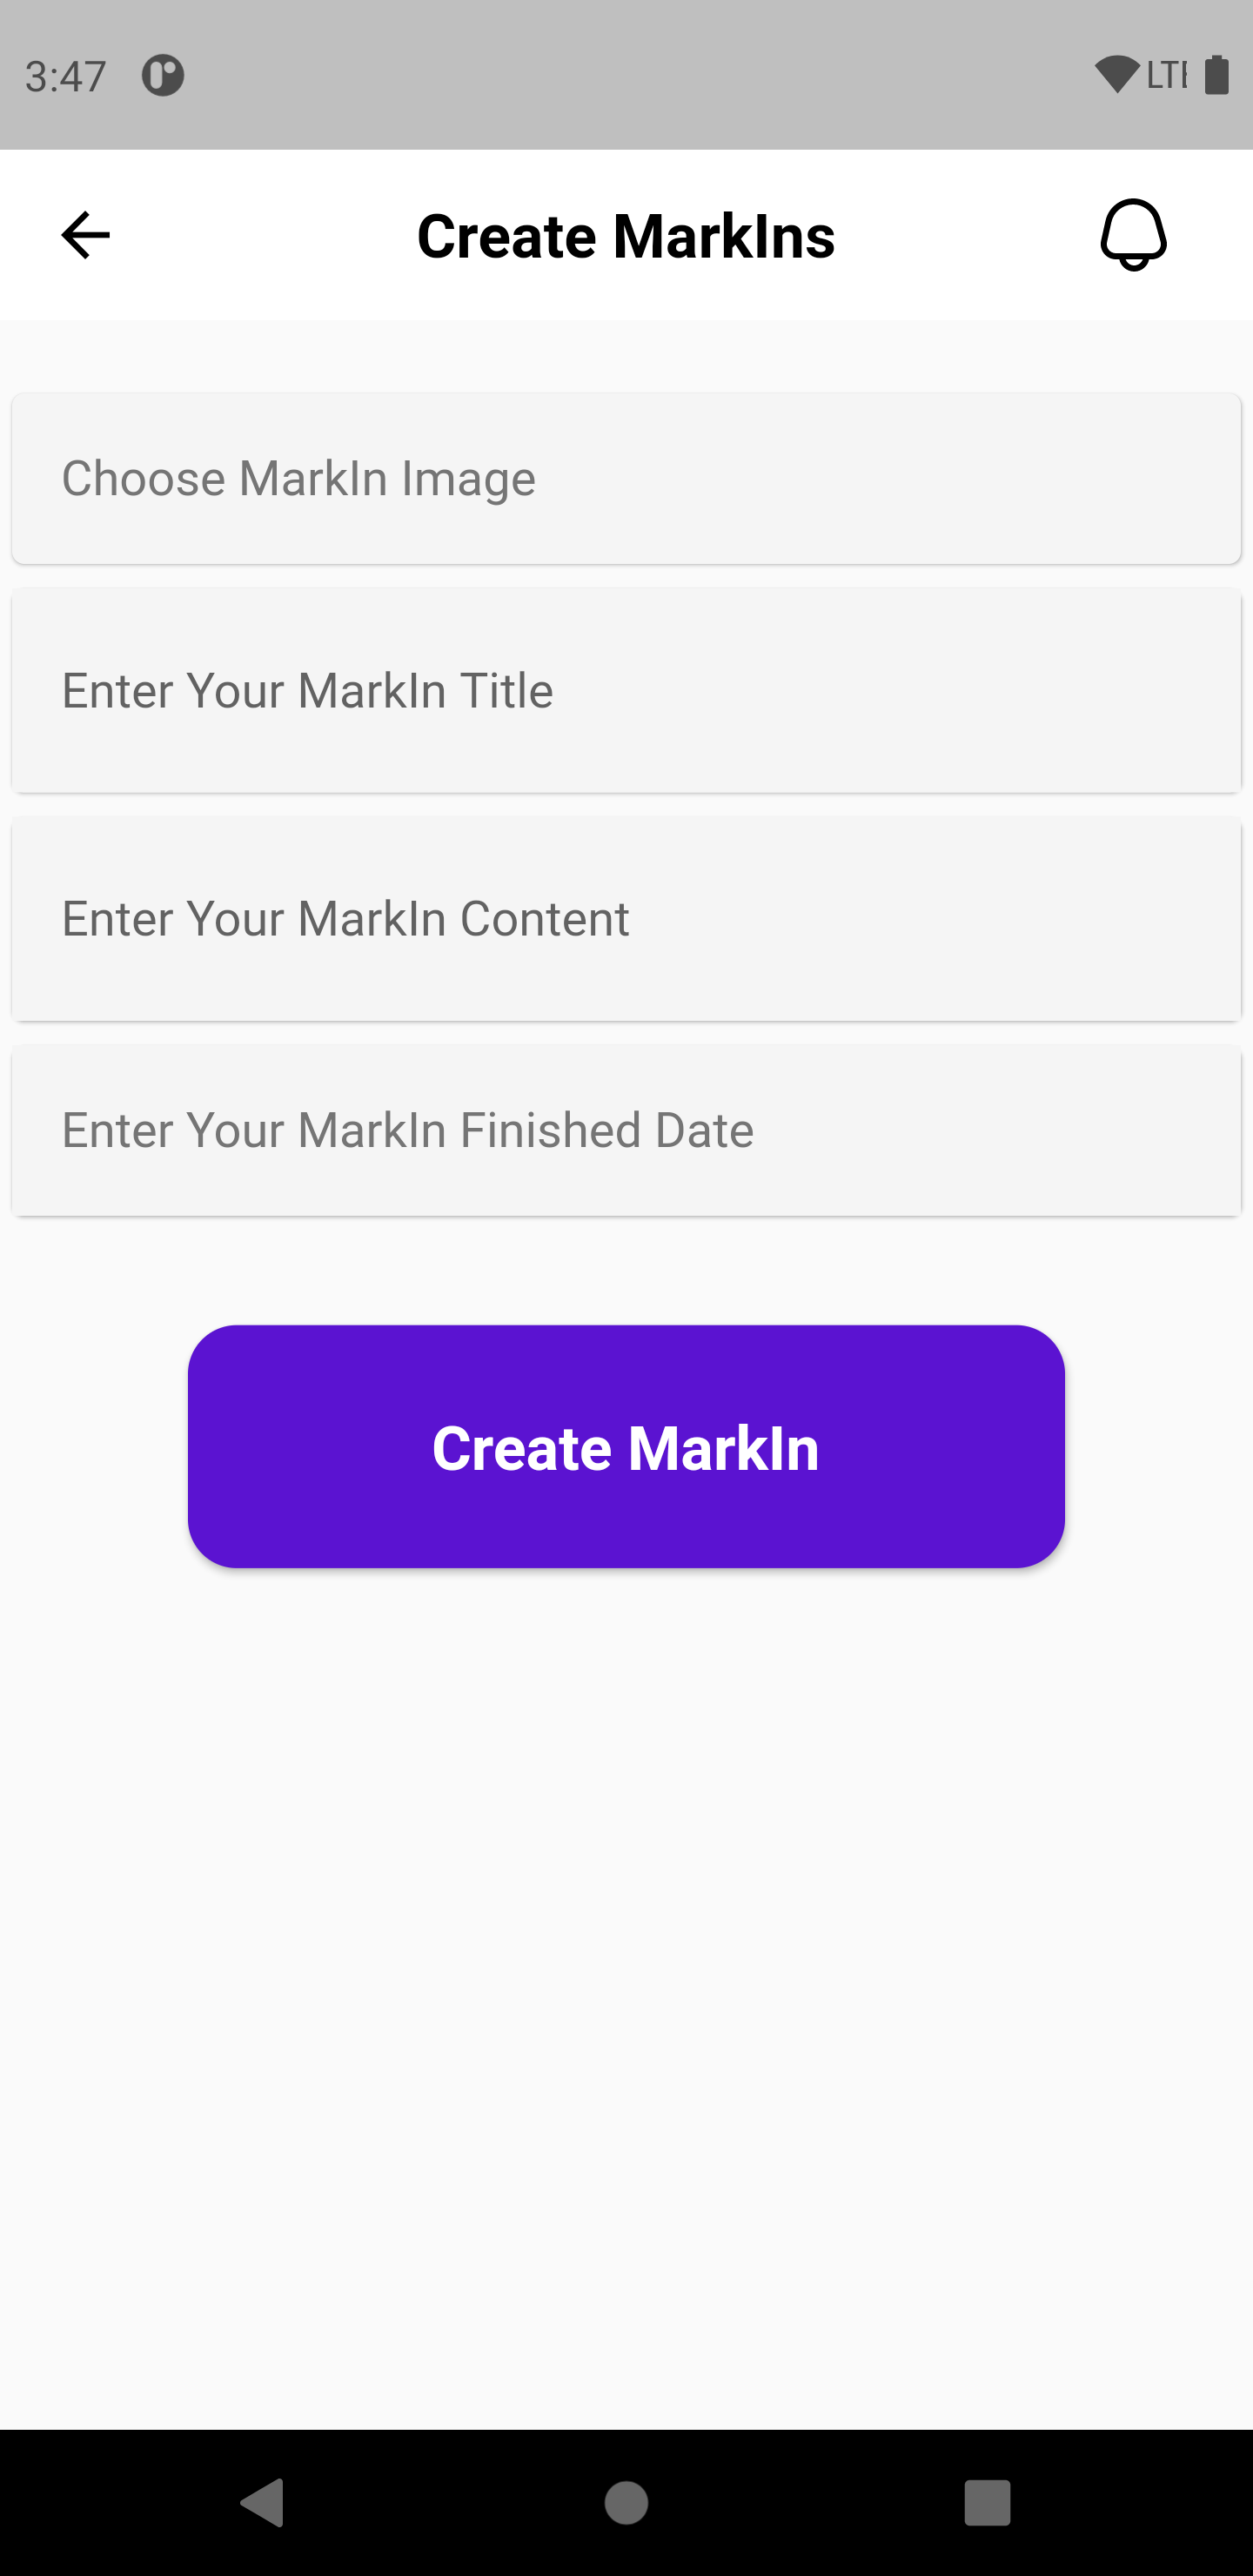 3:47
LTE
Create MarkIns
Choose MarkIn Image
Enter Your MarkIn Title
Enter Your MarkIn Content
Enter Your MarkIn Finished Date
Create MarkIn